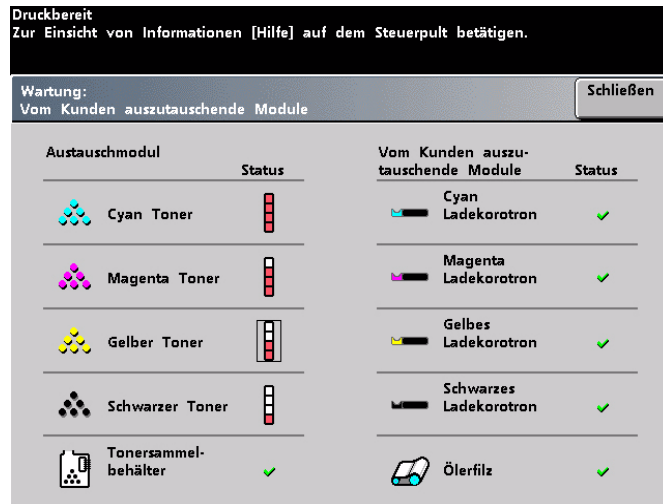 Druckbereit
Zur Einsicht von Informationen [Hilfe] auf dem Steuerpult betätigen.
Wartung:
Vom Kunden auszutauschende Module
Schließen
Austauschmodul
Status
Cyan Toner
Magenta Toner
Gelber Toner
Schwarzer Toner
Tonersammel-
behälter
Vom Kunden auszu-
tauschende Module
Status
Cyan
Ladekorotron
Magenta
Ladekorotron
Gelbes
Ladekorotron
Schwarzes
Ladekorotron
Ölerfilz